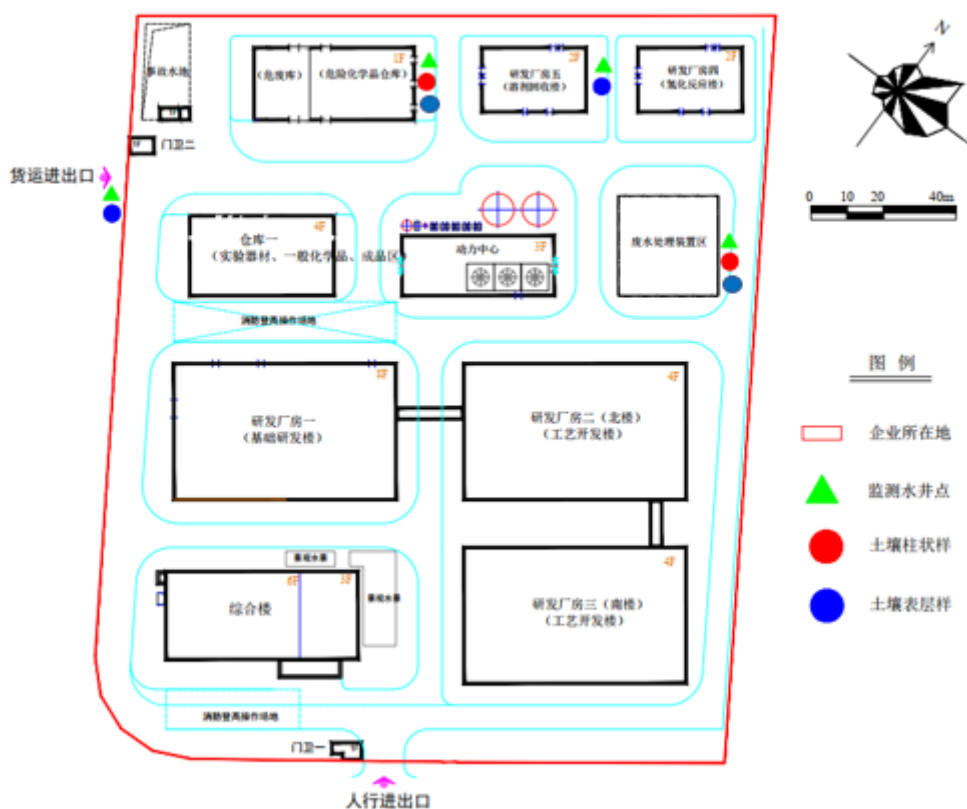 N
1F
（危废库）
（危险化学品仓库）
2F
研发厂房五
（溶剂回收楼）
2F
研发厂房四
（氢化反应楼）
事故水池
门卫二
货运进出口
0 10 20 40m
4F
仓库一
（实验器材、一般化学品、成品区）
3F
动力中心
废水处理装置区
消防登高操作场地
图 例
企业所在地
监测水井点
土壤柱状样
土壤表层样
研发厂房一
（基础研发楼）
4F
研发厂房二（北楼）
（工艺开发楼）
景观水景
6F
综合楼
景观水景
4F
研发厂房三（南楼）
（工艺开发楼）
消防登高操作场地
门卫一
人行进出口